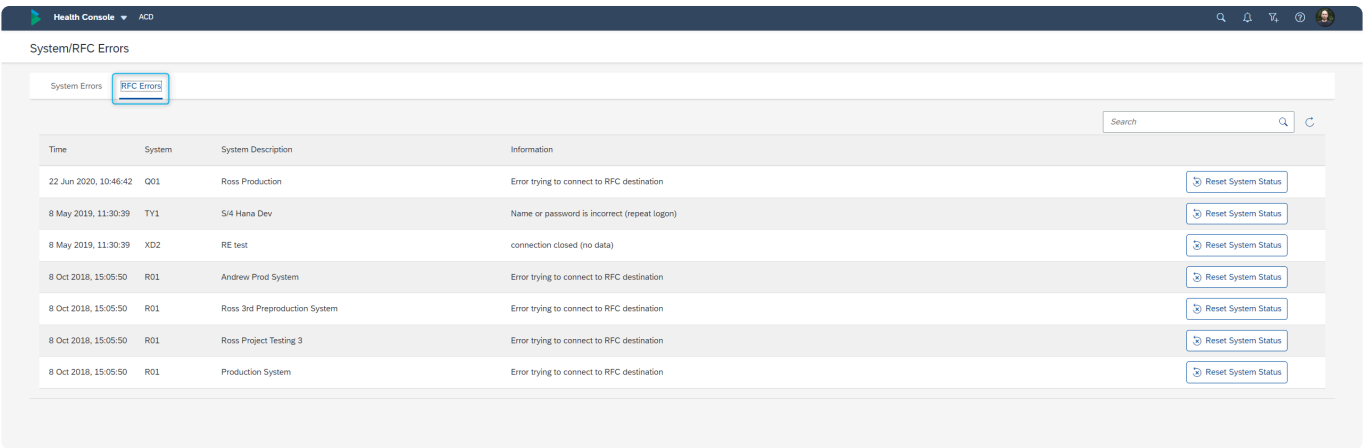 Health Console ACD
System/RFC Errors
System Errors RFC Errors
Search
Time System System Description Information
22 Jun 2020, 10:46:42 Q01 Ross Production Error trying to connect to RFC destination Reset System Status
8 May 2019, 11:30:39 TY1 S/4 Hana Dev Name or password is incorrect (repeat logon) Reset System Status
8 May 2019, 11:30:39 XD2 RE test connection closed (no data) Reset System Status
8 Oct 2018, 15:05:50 R01 Andrew Prod System Error trying to connect to RFC destination Reset System Status
8 Oct 2018, 15:05:50 R01 Ross 3rd Preproduction System Error trying to connect to RFC destination Reset System Status
8 Oct 2018, 15:05:50 R01 Ross Project Testing 3 Error trying to connect to RFC destination Reset System Status
8 Oct 2018, 15:05:50 R01 Production System Error trying to connect to RFC destination Reset System Status